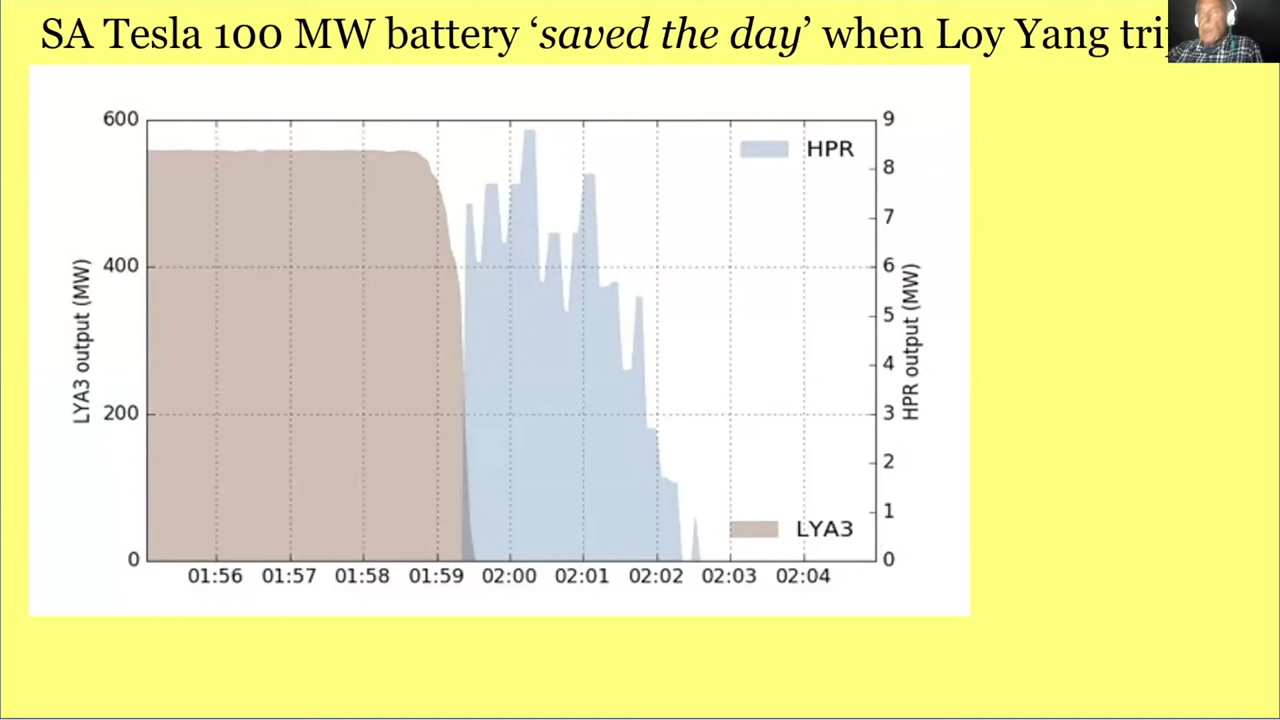 SA Tesla 100 MW battery ‘saved the day’ when Loy Yang
600
9
HPR
8
7
400
6
LYA3 output (MW)
HPR output (MW)
5
4
200
3
2
1
LYA3
0
0
01:56 01:57 01:58 01:59 02:00 02:01 02:02 02:03 02:04